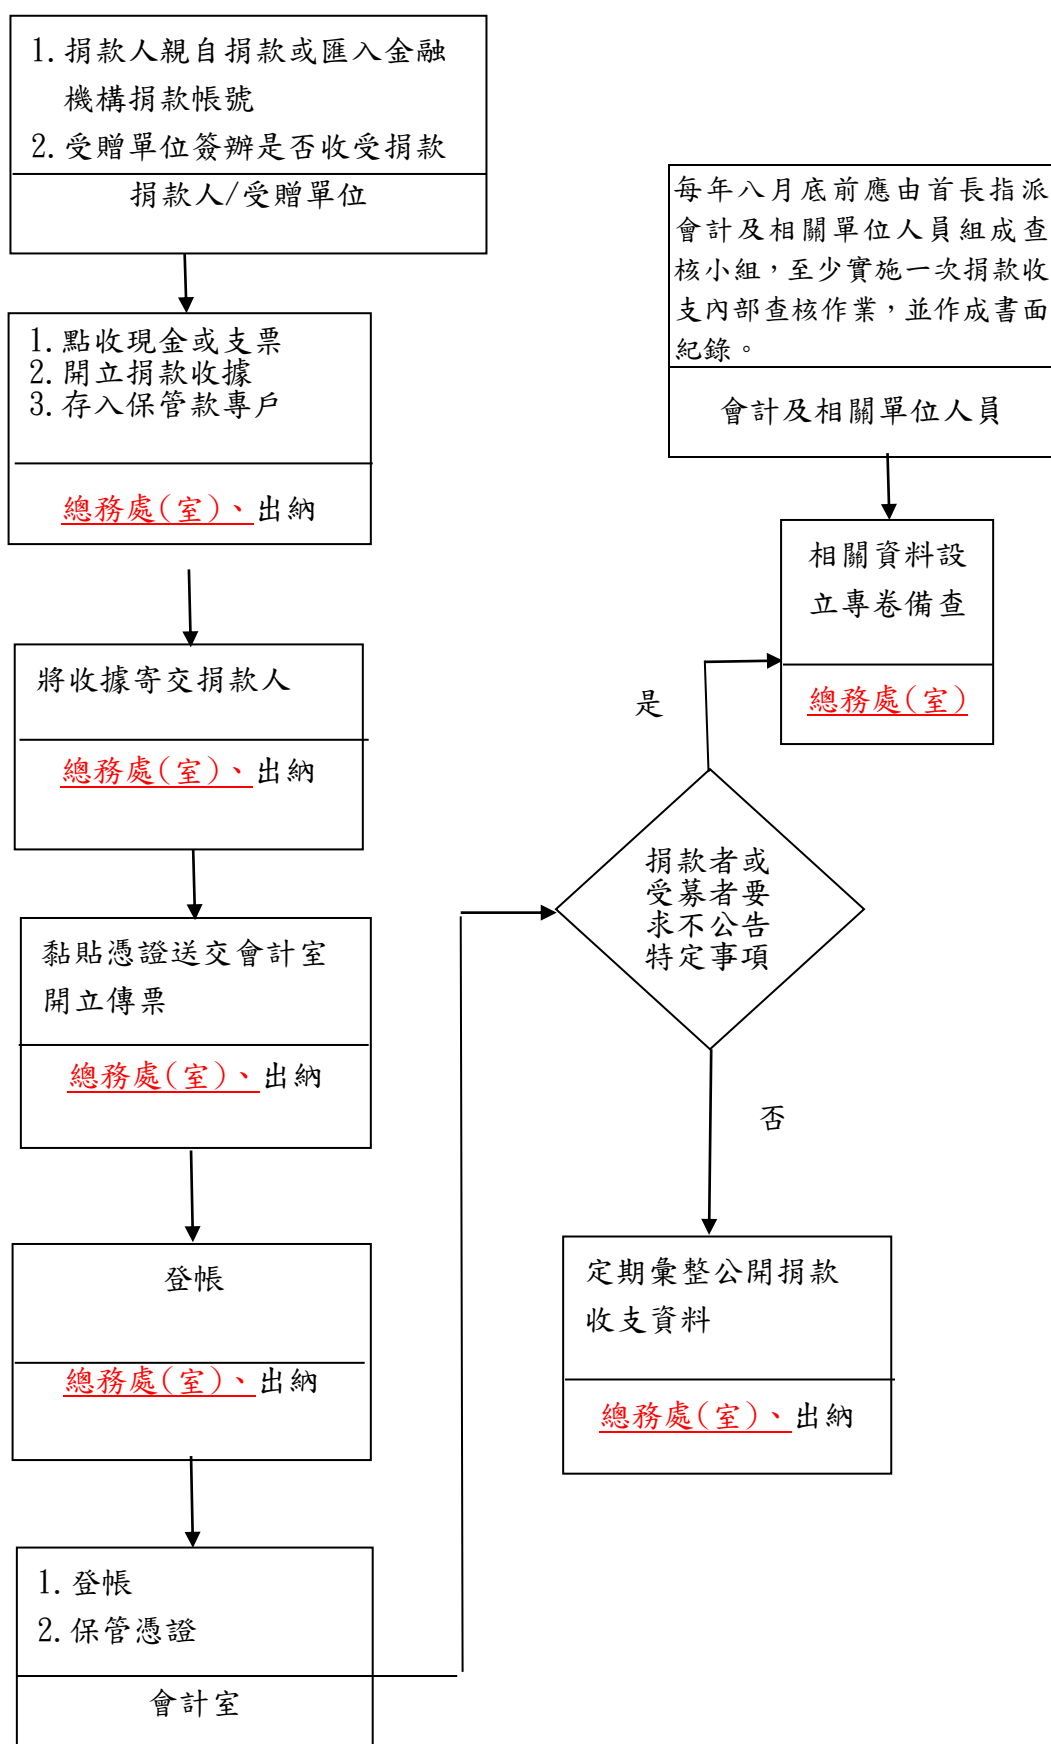 1.捐款人親自捐款或匯入金融
機構捐款帳號
2.受贈單位簽辦是否收受捐款
捐款人/受贈單位
1.點收現金或支票
2.開立捐款收據
3.存入保管款專戶
總務處(室)、出納
將收據寄交捐款人
總務處(室)、出納
黏貼憑證送交會計室
開立傳票
總務處(室)、出納
登帳
總務處(室)、出納
1.登帳
2.保管憑證
會計室
每年八月底前應由首長指派
會計及相關單位人員組成查
核小組，至少實施一次捐款收
支內部查核作業，並作成書面
紀錄。
會計及相關單位人員
相關資料設
立專卷備查
總務處(室)
是
捐款者或
受募者要
求不公告
特定事項
否
定期彙整公開捐款
收支資料
總務處(室)、出納